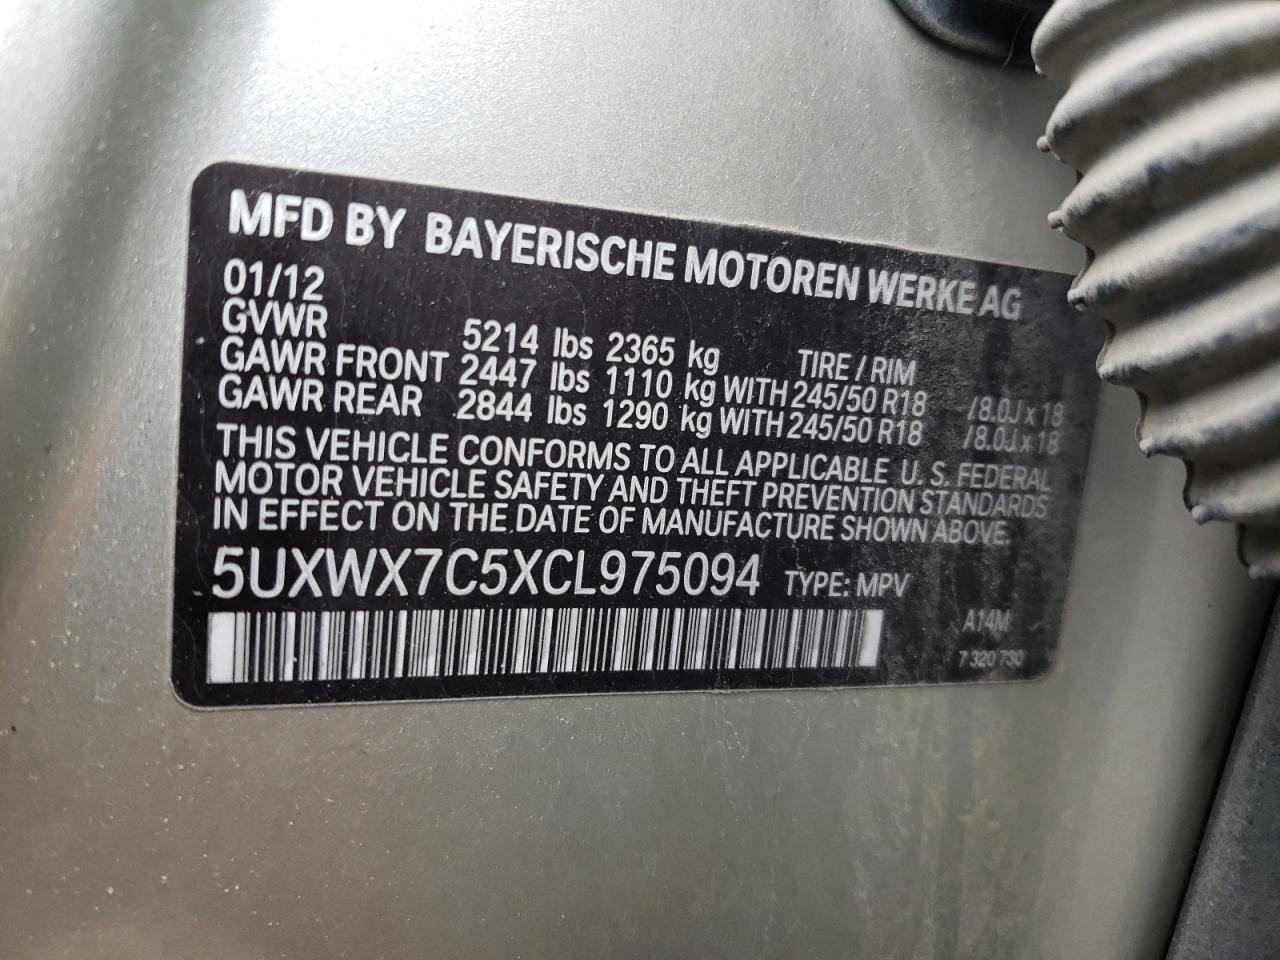 MFD BY BAYERISCHE MOTOREN WERKE AG
01/12
GVWR 5214 lbs 2365 kg TIRE / RIM
GAWR FRONT 2447 lbs 1110 kg WITH 245/50 R18 /8.0J x 18
GAWR REAR 2844 lbs 1290 kg WITH 245/50 R18 /8.0J x 18
THIS VEHICLE CONFORMS TO ALL APPLICABLE U. S. FEDERAL
MOTOR VEHICLE SAFETY AND THEFT PREVENTION STANDARDS
IN EFFECT ON THE DATE OF MANUFACTURE SHOWN ABOVE.
5UXWX7C5XCL975094 TYPE: MPV
A14M
7 320 730